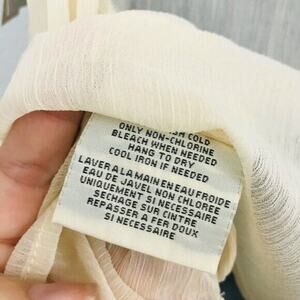 COLD
ONLY NON-CHLORINE
BLEACH WHEN NEEDED
HANG TO DRY
COOL IRON IF NEEDED
LAVER A LA MAIN EN EAU FROIDE
EAU DE JAVEL NON CHLOREE
UNIQUEMENT SI NECESSAIRE
SECHAGE SUR CINTRE
REPASSER A FER DOUX
SI NECESSAIRE